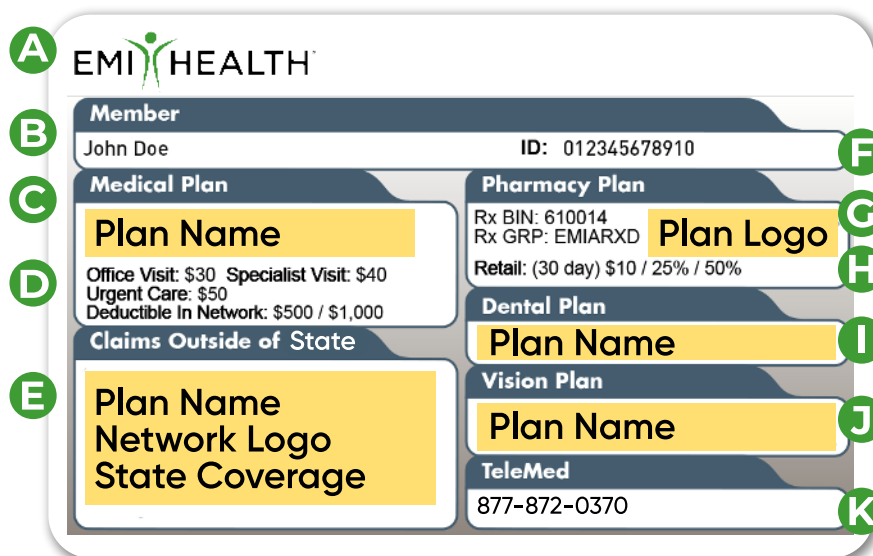 A
EMI HEALTH
B
Member
John Doe
ID: 012345678910
F
C
Medical Plan
Plan Name
D
Office Visit: $30 Specialist Visit: $40
Urgent Care: $50
Deductible In Network: $500 / $1,000
Claims Outside of State
E
Plan Name
Network Logo
State Coverage
Pharmacy Plan
Rx BIN: 610014
Rx GRP: EMIARXD
Plan Logo
G
Retail: (30 day) $10 / 25% / 50%
H
Dental Plan
Plan Name
I
Vision Plan
Plan Name
J
TeleMed
877-872-0370
K